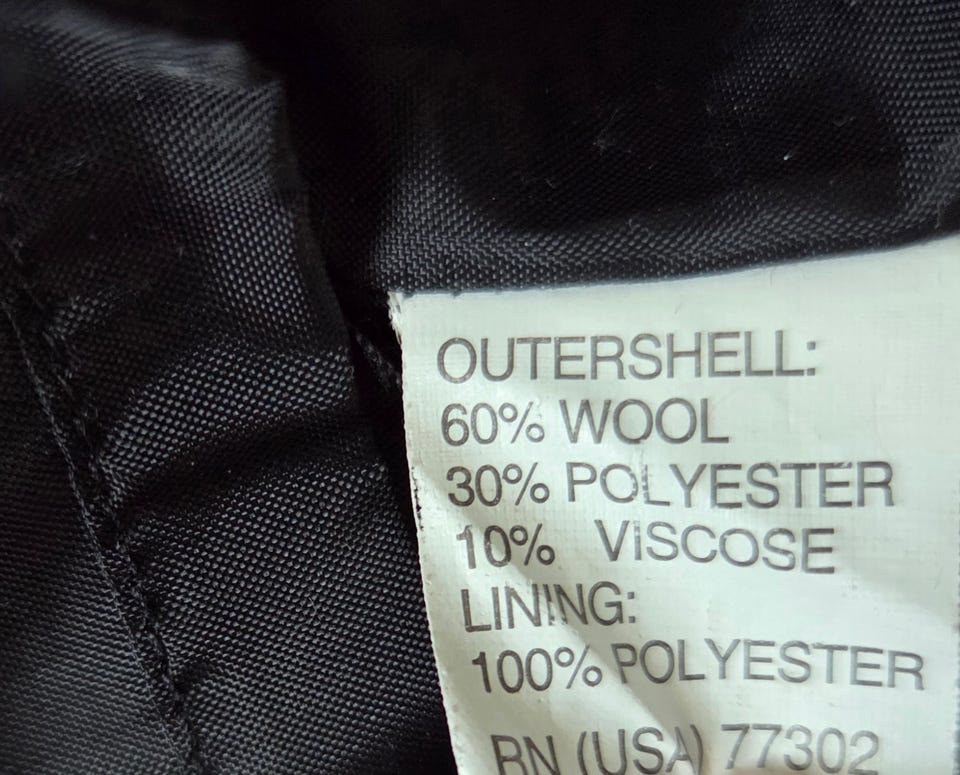 OUTERSHELL:
60% WOOL
30% POLYESTER
10% VISCOSE
LINING:
100% POLYESTER
RN (USA) 77302